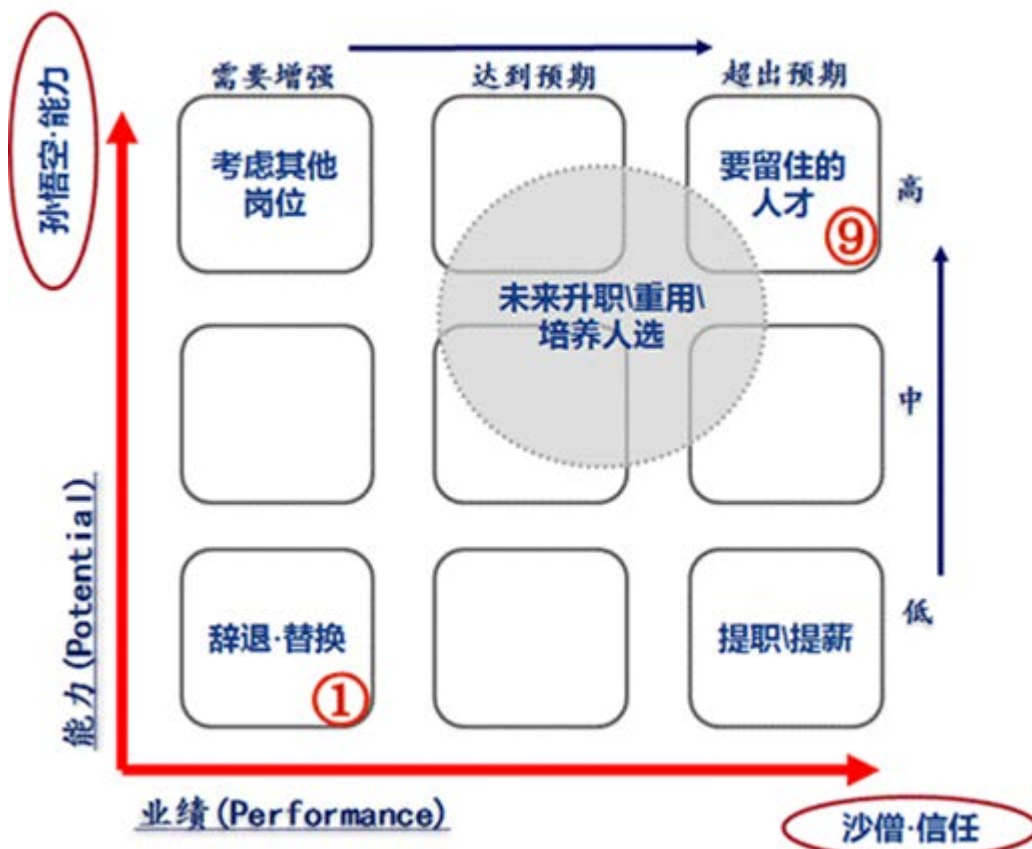 孙悟空·能力
需要增强
达到预期
超出预期
考虑其他
岗位
要留住的
人才
⑨
高
未来升职\重用\
培养人选
中
能力(Potential)
辞退·替换
①
提职\提薪
低
业绩(Performance)
沙僧·信任